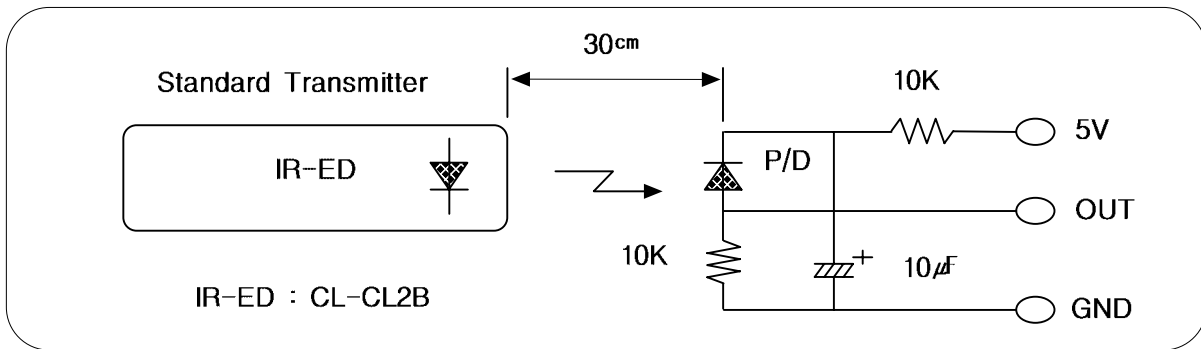 30cm
Standard Transmitter
10K
5V
IR-ED
P/D
OUT
10K
+
10㎌
IR-ED : CL-CL2B
GND